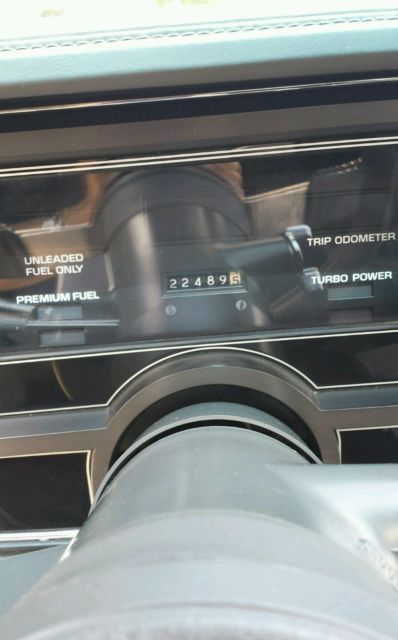 UNLEADED
FUEL ONLY
PREMIUM FUEL
224895
TRIP ODOMETER
TURBO POWER